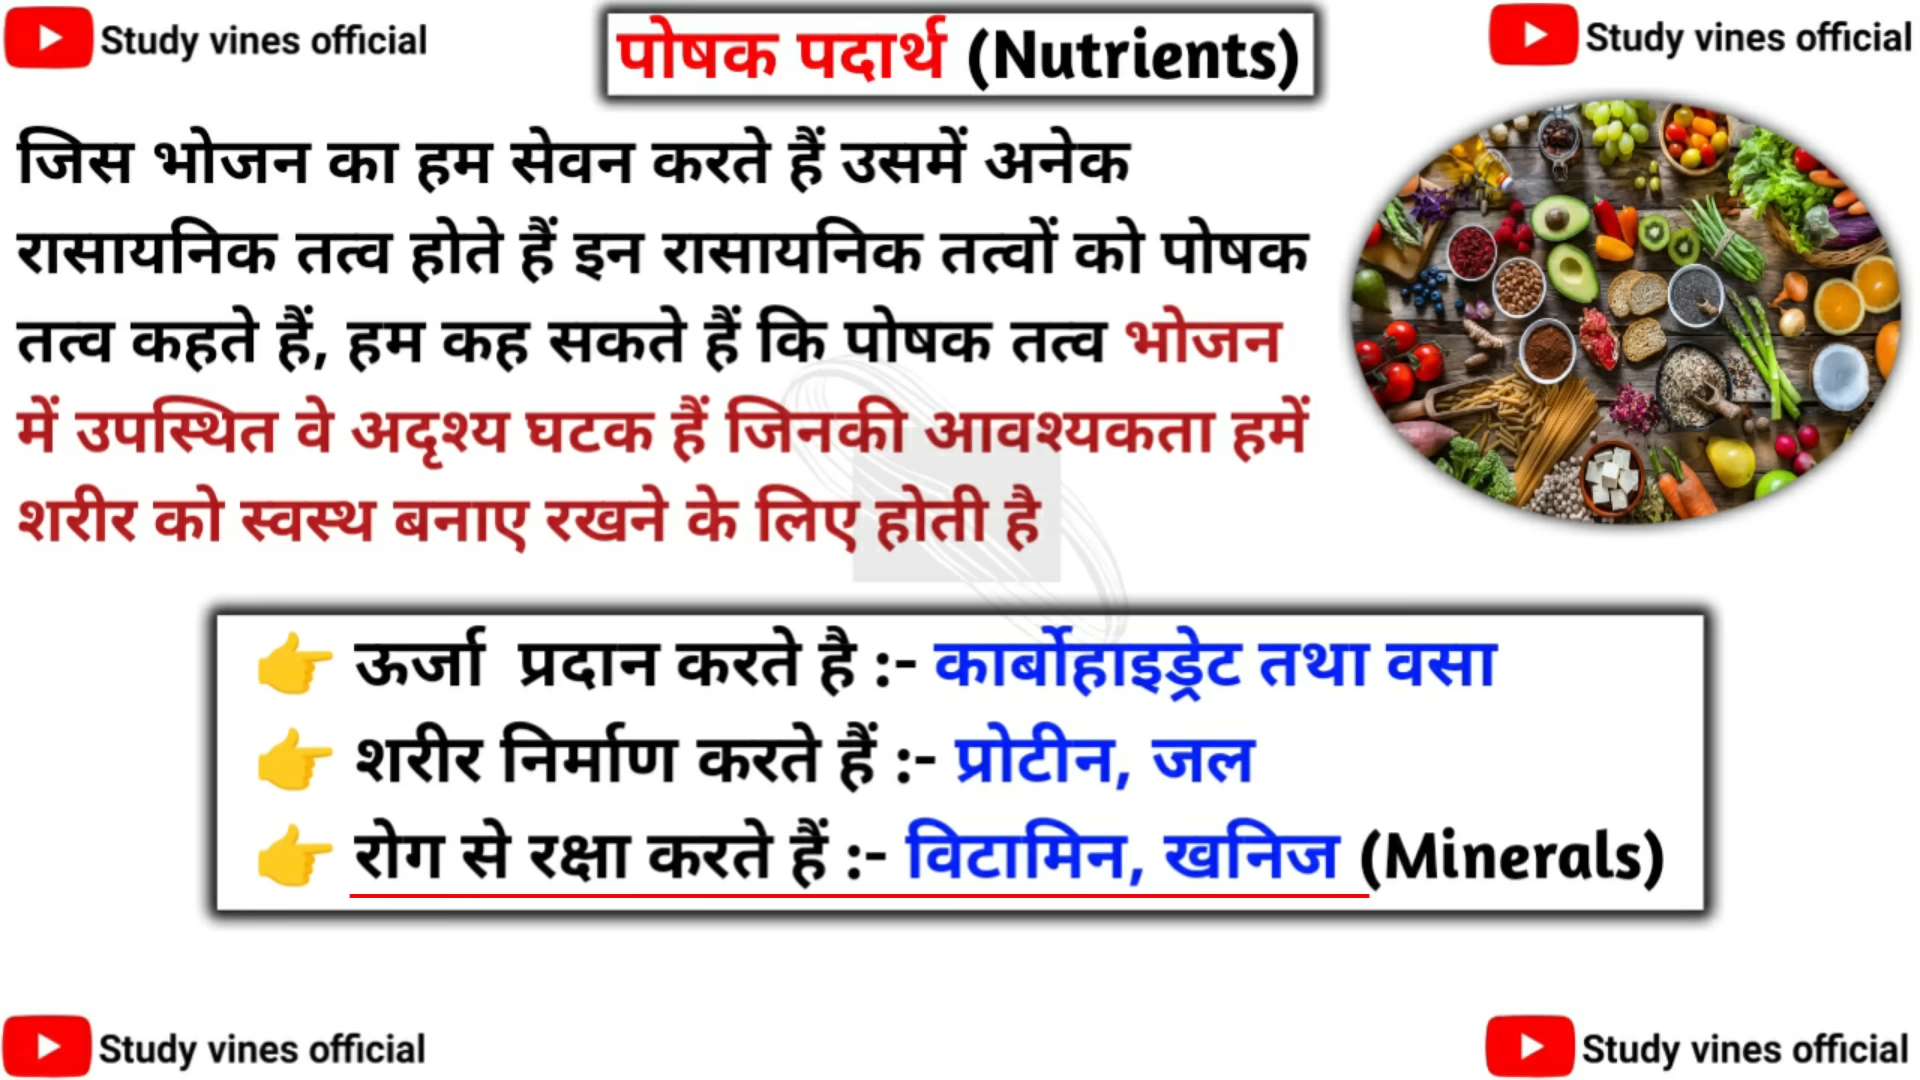 Study vines official
पोषक पदार्थ (Nutrients)
Study vines official
जिस भोजन का हम सेवन करते हैं उसमें अनेक
रासायनिक तत्व होते हैं इन रासायनिक तत्वों को पोषक
तत्व कहते हैं, हम कह सकते हैं कि पोषक तत्व भोजन
में उपस्थित वे अदृश्य घटक हैं जिनकी आवश्यकता हमें
शरीर को स्वस्थ बनाए रखने के लिए होती है
👉 ऊर्जा प्रदान करते है :- कार्बोहाइड्रेट तथा वसा
👉 शरीर निर्माण करते हैं :- प्रोटीन, जल
👉 रोग से रक्षा करते हैं :- विटामिन, खनिज (Minerals)
Study vines official
Study vines official